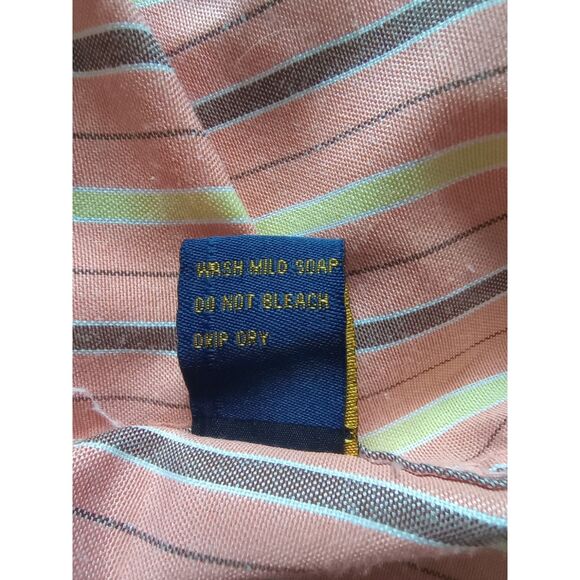 WASH MILD SOAP
DO NOT BLEACH
DRIP DRY